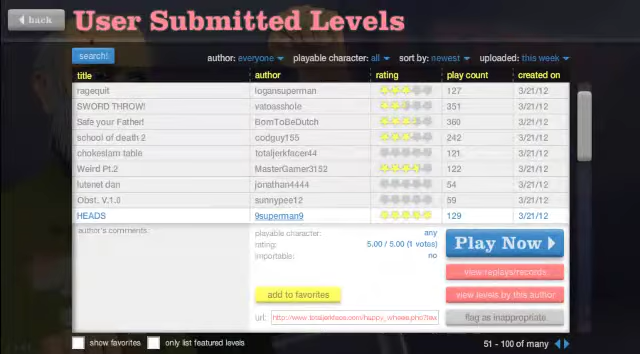 back
User Submitted Levels
search!
author: everyone playable character: all sort by: newest uploaded: this week
title author rating play count created on
ragequit logansuperman 127 3/21/12
SWORD THROW! vatoasshole 351 3/21/12
Safe your Father! BornToBeDutch 360 3/21/12
school of death 2 codguy155 242 3/21/12
chokeslam table totaljerkfacer44 121 3/21/12
Weird Pt.2 MasterGamer3152 122 3/21/12
lutenet dan jonathan4444 54 3/21/12
Obst. V.1.0 sunnypee12 59 3/21/12
HEADS 9superman9 129 3/21/12
author's comments:
playable character: any
rating: 5.00 / 5.00 (1 votes)
importable: no
Play Now
view replays/records
add to favorites
view levels by this author
url: http://www.totaljerkface.com/happy_wheels.php?lev
flag as inappropriate
show favorites only list featured levels 51 - 100 of many